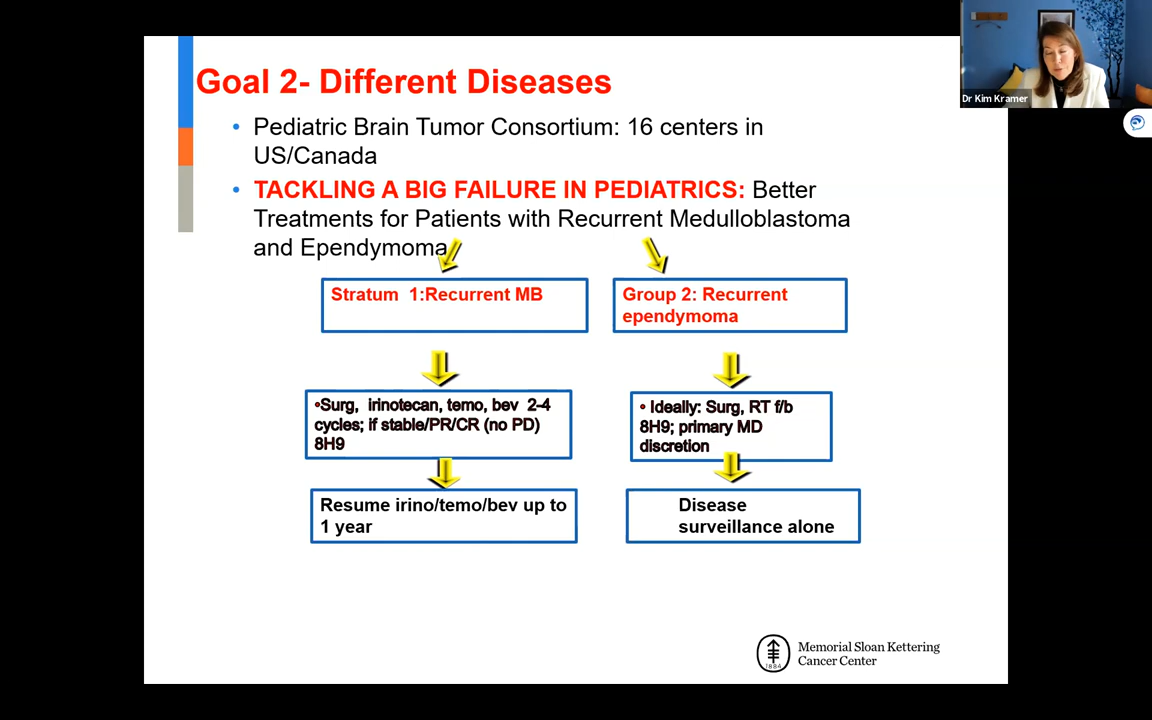 Goal 2- Different Diseases
• Pediatric Brain Tumor Consortium: 16 centers in
US/Canada
• TACKLING A BIG FAILURE IN PEDIATRICS: Better
Treatments for Patients with Recurrent Medulloblastoma
and Ependymoma
Stratum 1:Recurrent MB
Group 2: Recurrent
ependymoma
•Surg, irinotecan, temo, bev 2-4
cycles; if stable/PR/CR (no PD)
8H9
• Ideally: Surg, RT f/b
8H9; primary MD
discretion
Resume irino/temo/bev up to
1 year
Disease
surveillance alone
1884
Memorial Sloan Kettering
Cancer Center
Dr Kim Kramer